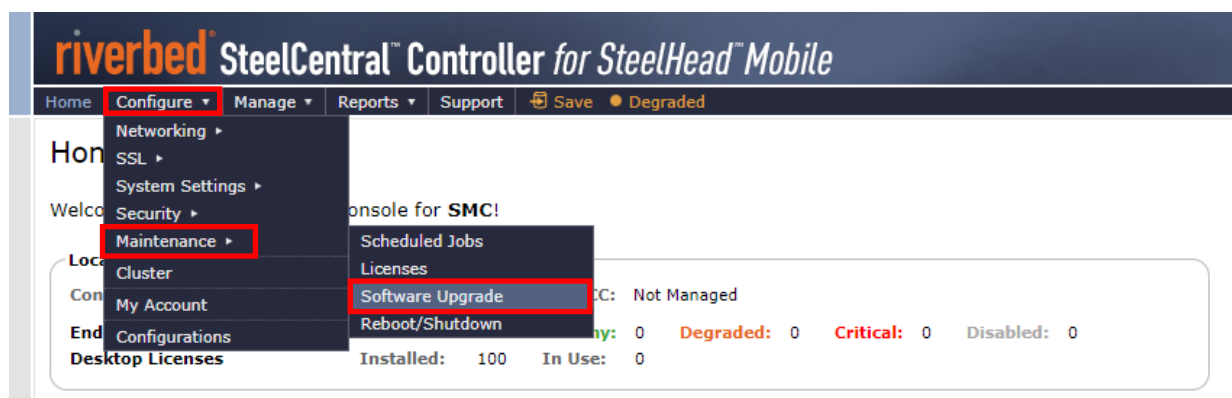 riverbed® SteelCentral™ Controller for SteelHead™ Mobile
Home Configure ▾ Manage ▾ Reports ▾ Support Save Degraded
Networking ▸
Hon
SSL ▸
System Settings ▸
Welco Security ▸ onsole for SMC!
Maintenance ▸ Scheduled Jobs
Loca
Cluster Licenses
Con My Account Software Upgrade CC: Not Managed
End Configurations Reboot/Shutdown hy: 0 Degraded: 0 Critical: 0 Disabled: 0
Desktop Licenses Installed: 100 In Use: 0